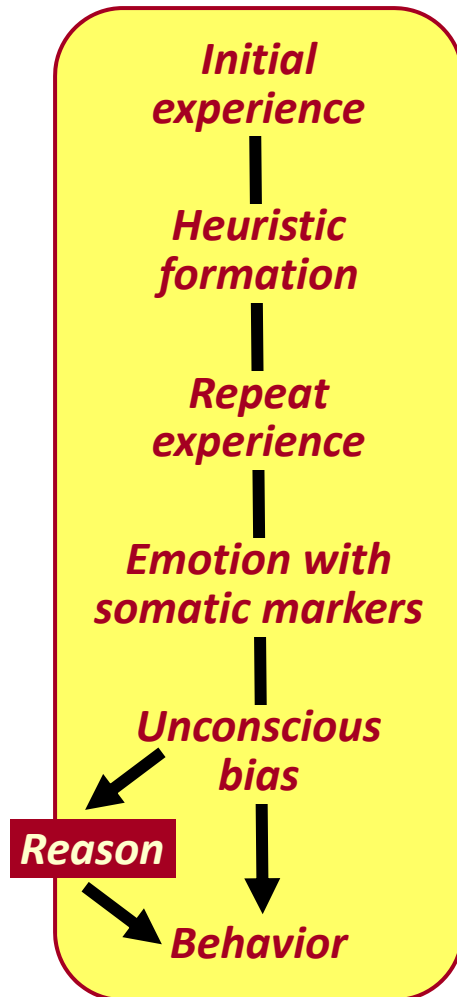 Initial
experience
Heuristic
formation
Repeat
experience
Emotion with
somatic markers
Unconscious
bias
Reason
Behavior